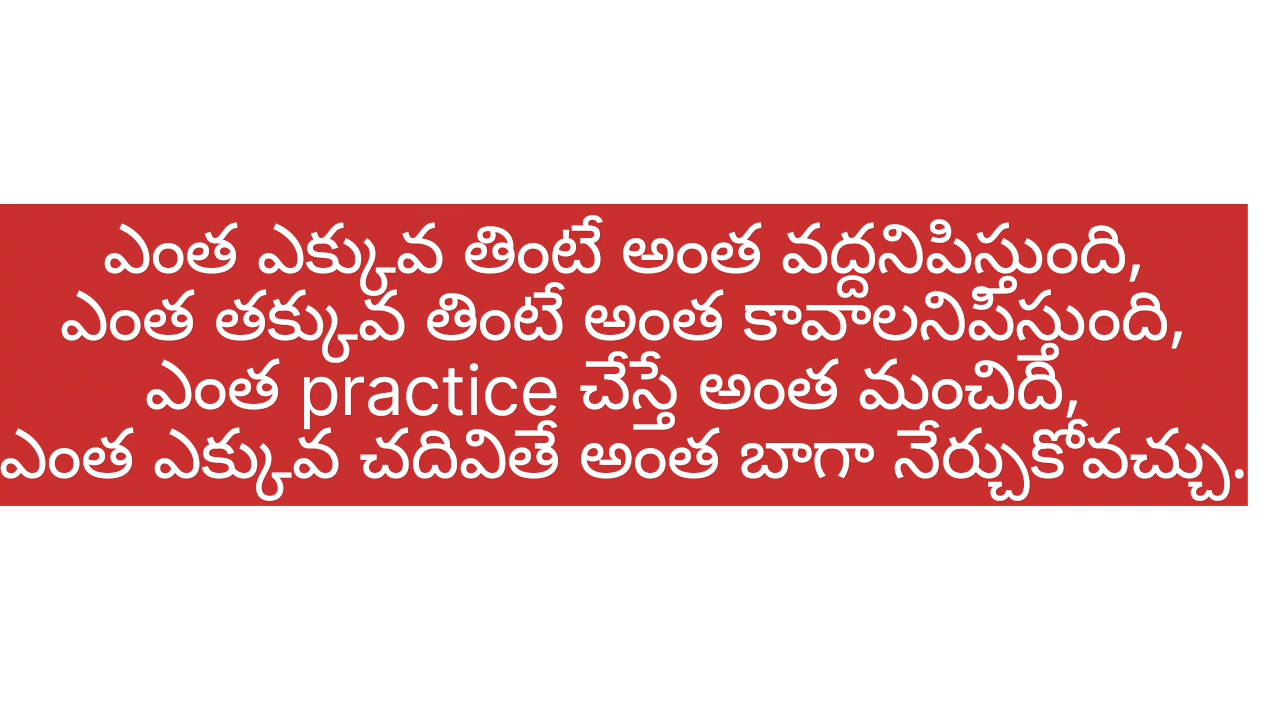 ఎంత ఎక్కువ తింటే అంత వద్దనిపిస్తుంది,
ఎంత తక్కువ తింటే అంత కావాలనిపిస్తుంది,
ఎంత practice చేస్తే అంత మంచిది,
ఎంత ఎక్కువ చదివితే అంత బాగా నేర్చుకోవచ్చు.